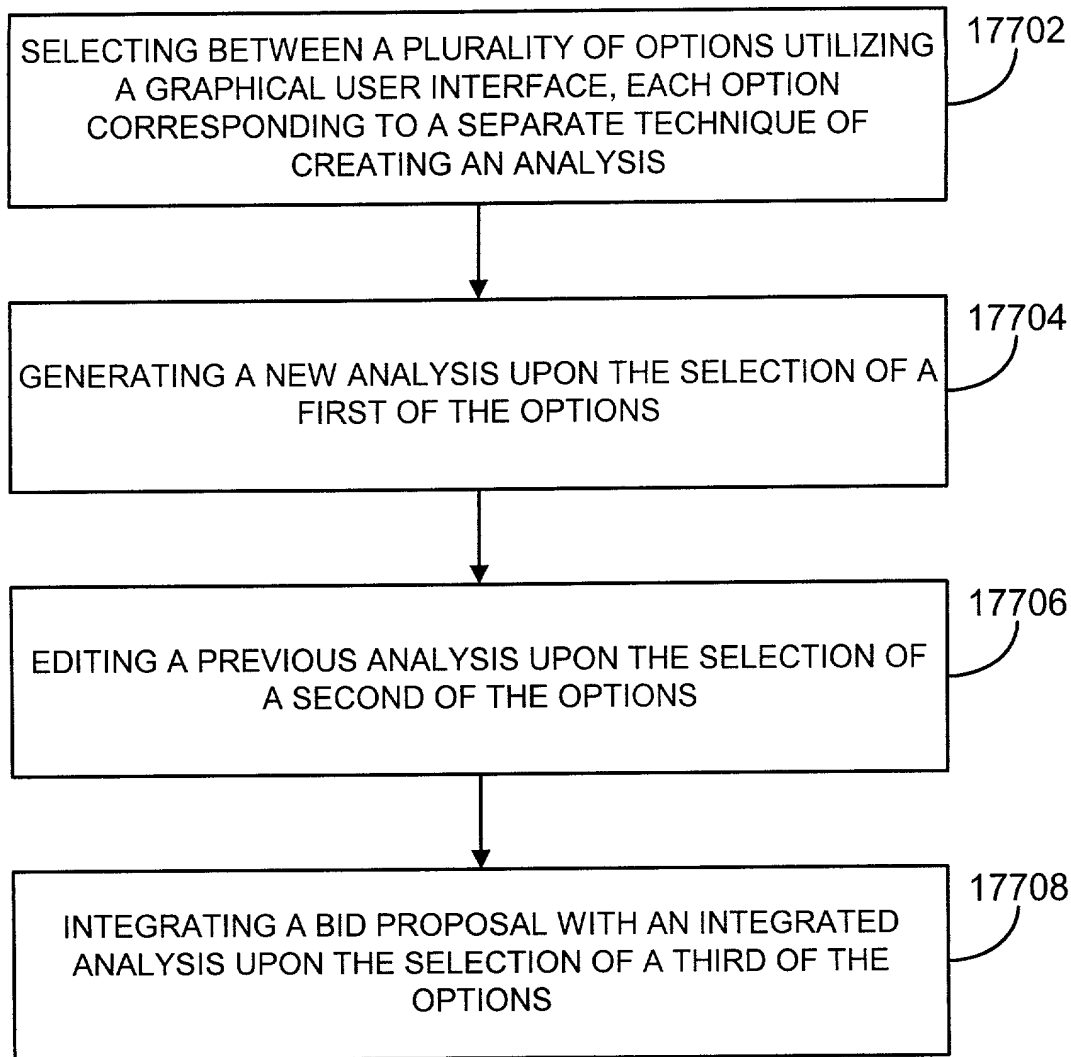 SELECTING BETWEEN A PLURALITY OF OPTIONS UTILIZING
A GRAPHICAL USER INTERFACE, EACH OPTION
CORRESPONDING TO A SEPARATE TECHNIQUE OF
CREATING AN ANALYSIS
17702
GENERATING A NEW ANALYSIS UPON THE SELECTION OF A
FIRST OF THE OPTIONS
17704
EDITING A PREVIOUS ANALYSIS UPON THE SELECTION OF
A SECOND OF THE OPTIONS
17706
INTEGRATING A BID PROPOSAL WITH AN INTEGRATED
ANALYSIS UPON THE SELECTION OF A THIRD OF THE
OPTIONS
17708